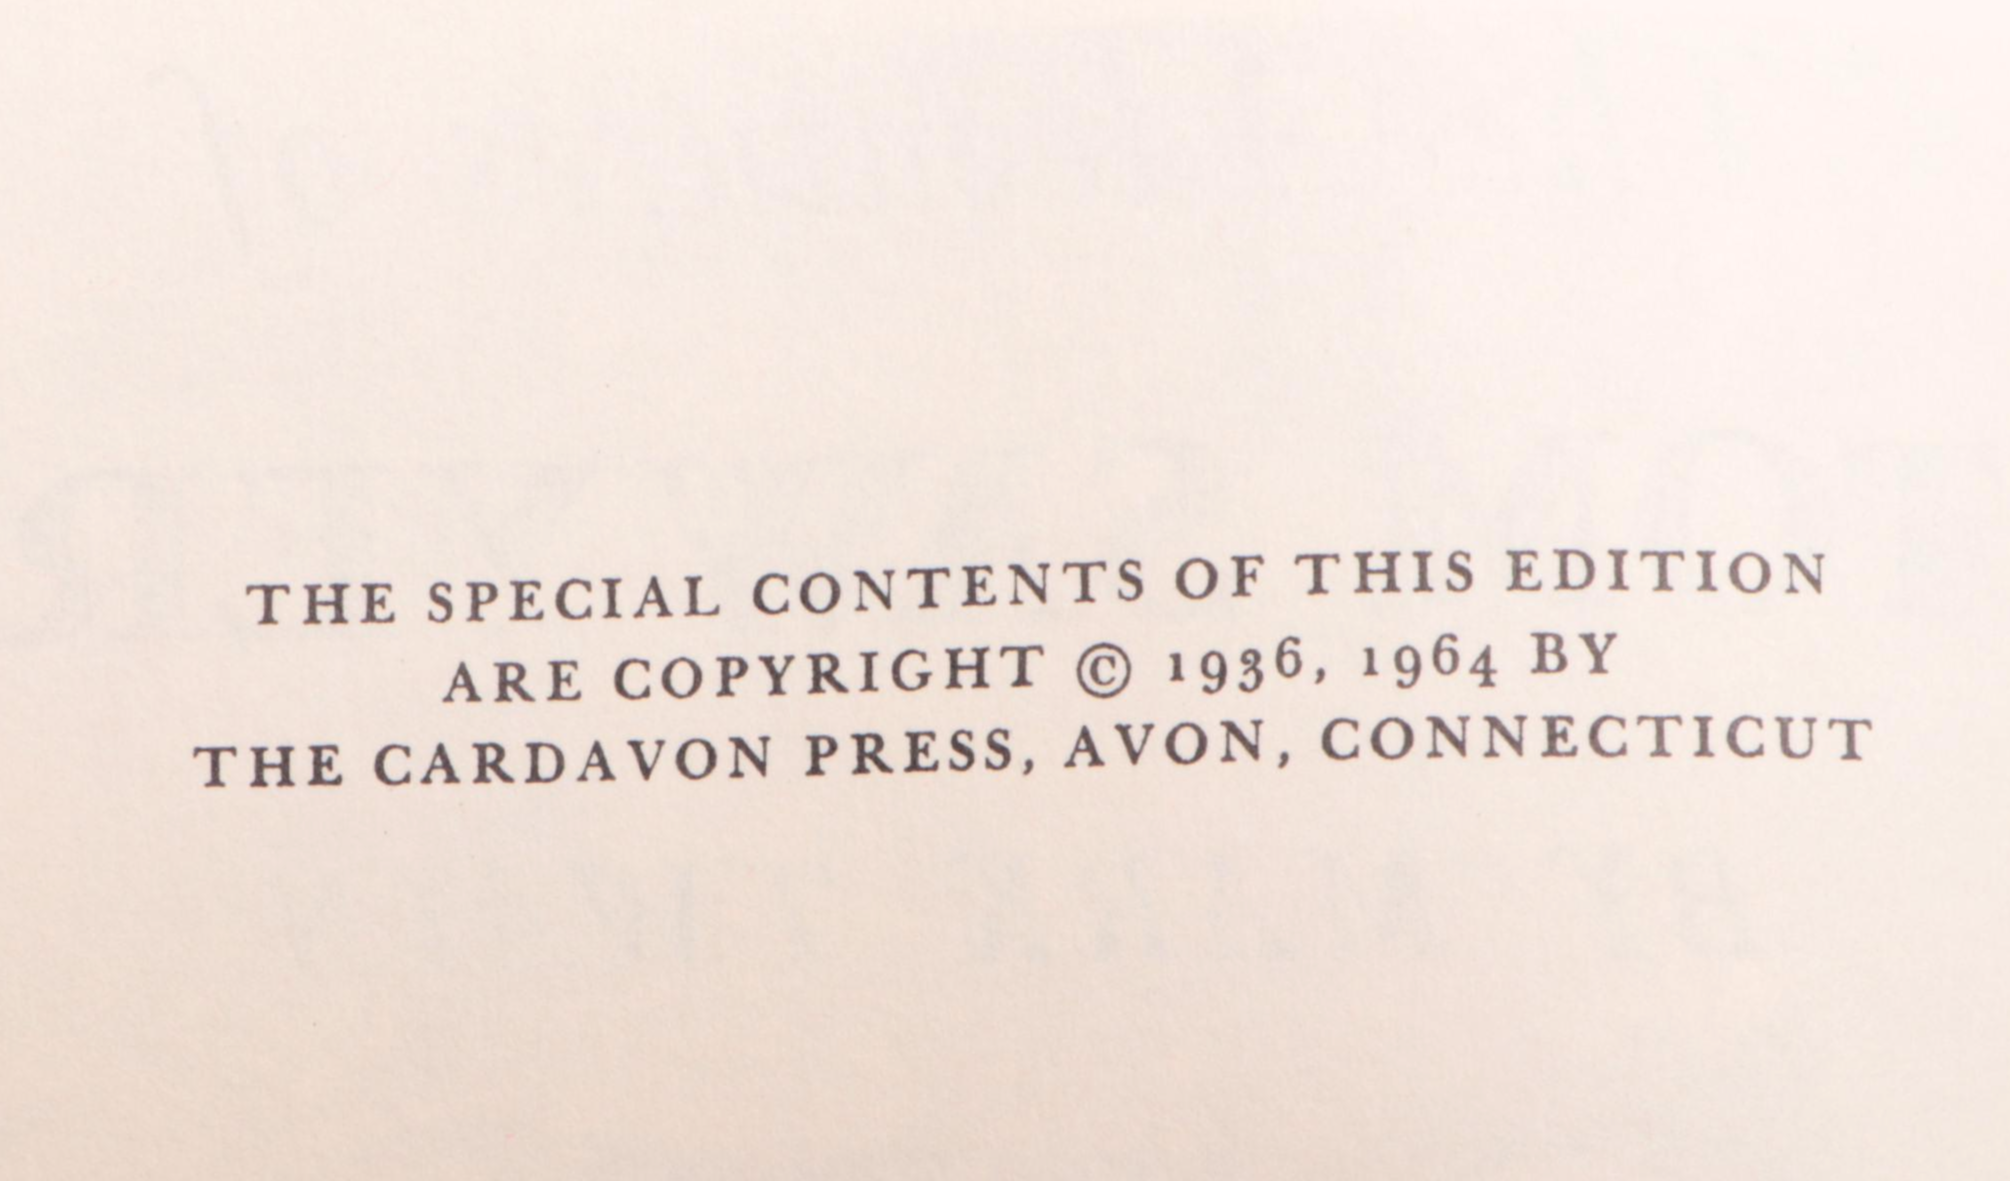 THE SPECIAL CONTENTS OF THIS EDITION
ARE COPYRIGHT © 1936, 1964 BY
THE CARDAVON PRESS, AVON, CONNECTICUT